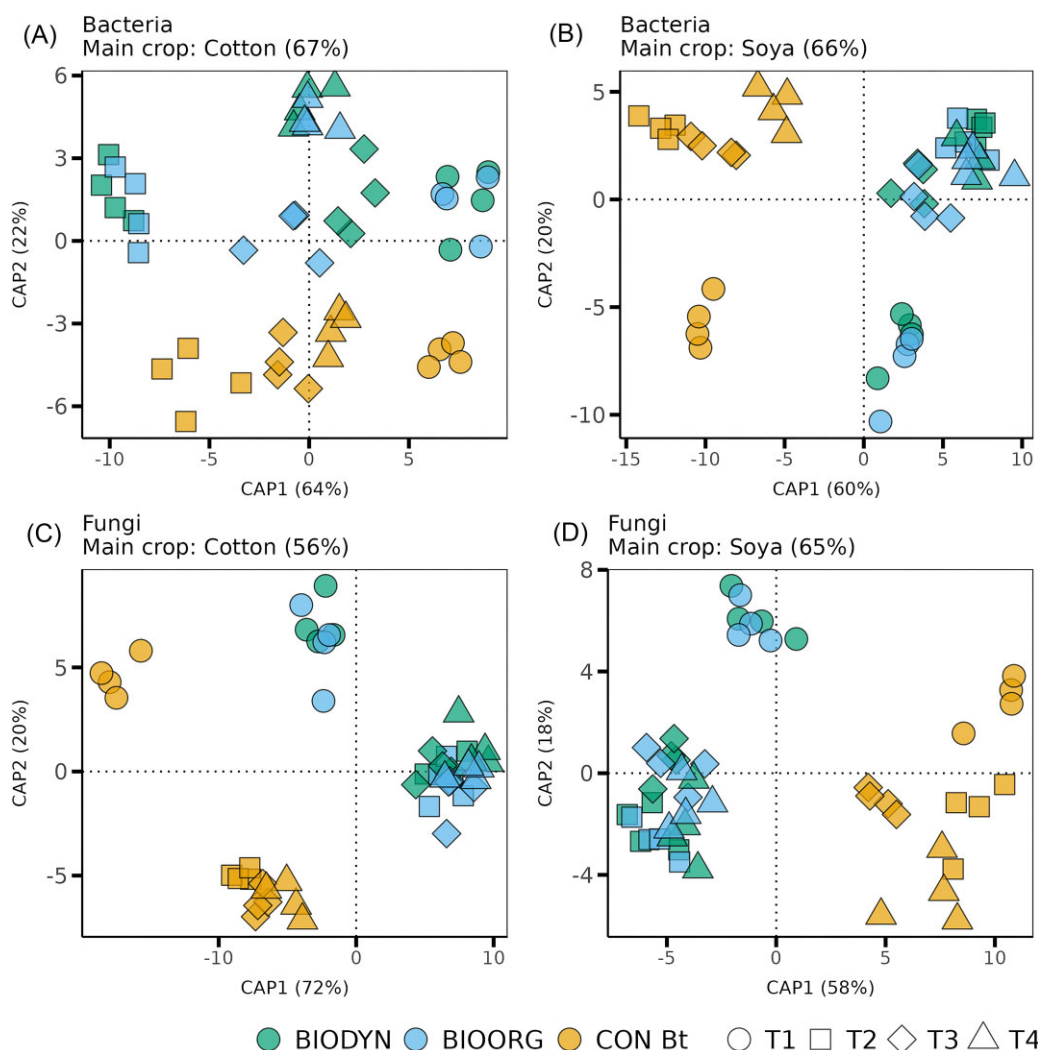 (A) Bacteria
Main crop: Cotton (67%)
6
3
0
-3
-6
CAP2 (22%)
-10 -5 0 5
CAP1 (64%)
(B) Bacteria
Main crop: Soya (66%)
5
0
-5
-10
CAP2 (20%)
-15 -10 -5 0 5 10
CAP1 (60%)
(C) Fungi
Main crop: Cotton (56%)
5
0
-5
CAP2 (20%)
-10 0 10
CAP1 (72%)
(D) Fungi
Main crop: Soya (65%)
8
4
0
-4
CAP2 (18%)
-5 0 5 10
CAP1 (58%)
BIODYN BIOORG CON Bt T1 T2 T3 T4